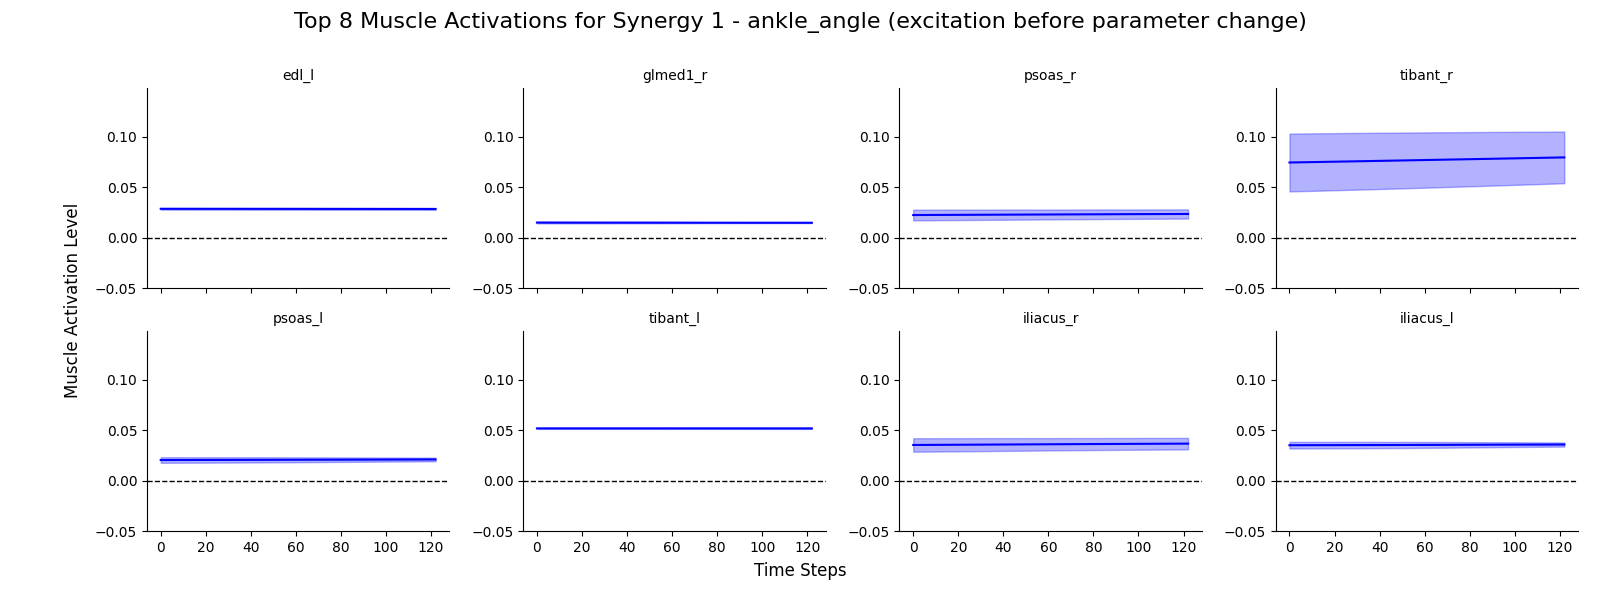 Top 8 Muscle Activations for Synergy 1 - ankle_angle (excitation before parameter change)
edl_l
glmed1_r
psoas_r
tibant_r
0.10
0.05
0.00
−0.05
0.10
0.05
0.00
−0.05
0.10
0.05
0.00
−0.05
0.10
0.05
0.00
−0.05
Muscle Activation Level
psoas_l
tibant_l
iliacus_r
iliacus_l
0.10
0.05
0.00
−0.05
0.10
0.05
0.00
−0.05
0.10
0.05
0.00
−0.05
0.10
0.05
0.00
−0.05
0 20 40 60 80 100 120
0 20 40 60 80 100 120
0 20 40 60 80 100 120
0 20 40 60 80 100 120
Time Steps